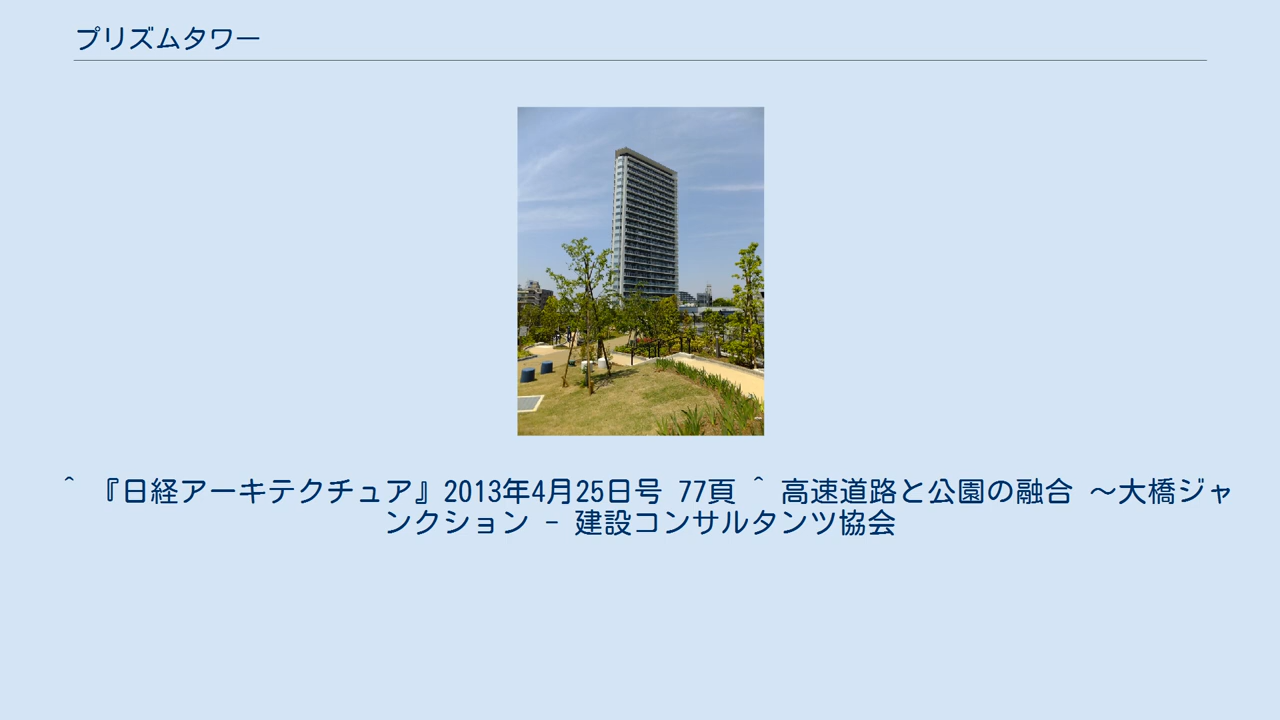 プリズムタワー
^ 『日経アーキテクチュア』2013年4月25日号 77頁 ^ 高速道路と公園の融合 ～大橋ジャ
ンクション - 建設コンサルタンツ協会